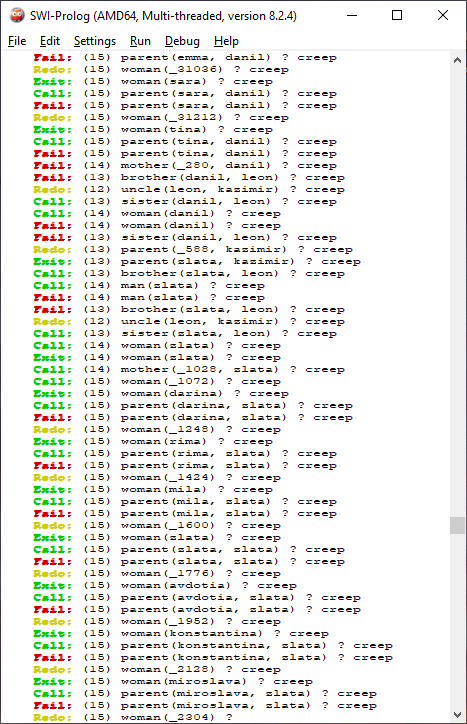 SWI-Prolog (AMD64, Multi-threaded, version 8.2.4)
File Edit Settings Run Debug Help
Fail: (15) parent(emma, danil) ? creep
Redo: (15) woman(_31036) ? creep
Exit: (15) woman(sara) ? creep
Call: (15) parent(sara, danil) ? creep
Fail: (15) parent(sara, danil) ? creep
Redo: (15) woman(_31212) ? creep
Exit: (15) woman(tina) ? creep
Call: (15) parent(tina, danil) ? creep
Fail: (15) parent(tina, danil) ? creep
Fail: (14) mother(_280, danil) ? creep
Fail: (13) brother(danil, leon) ? creep
Redo: (12) uncle(leon, kazimir) ? creep
Call: (13) sister(danil, leon) ? creep
Call: (14) woman(danil) ? creep
Fail: (14) woman(danil) ? creep
Fail: (13) sister(danil, leon) ? creep
Redo: (13) parent(_588, kazimir) ? creep
Exit: (13) parent(zlata, kazimir) ? creep
Call: (13) brother(zlata, leon) ? creep
Call: (14) man(zlata) ? creep
Fail: (14) man(zlata) ? creep
Fail: (13) brother(zlata, leon) ? creep
Redo: (12) uncle(leon, kazimir) ? creep
Call: (13) sister(zlata, leon) ? creep
Call: (14) woman(zlata) ? creep
Exit: (14) woman(zlata) ? creep
Call: (14) mother(_1028, zlata) ? creep
Call: (15) woman(_1072) ? creep
Exit: (15) woman(darina) ? creep
Call: (15) parent(darina, zlata) ? creep
Fail: (15) parent(darina, zlata) ? creep
Redo: (15) woman(_1248) ? creep
Exit: (15) woman(rima) ? creep
Call: (15) parent(rima, zlata) ? creep
Fail: (15) parent(rima, zlata) ? creep
Redo: (15) woman(_1424) ? creep
Exit: (15) woman(mila) ? creep
Call: (15) parent(mila, zlata) ? creep
Fail: (15) parent(mila, zlata) ? creep
Redo: (15) woman(_1600) ? creep
Exit: (15) woman(zlata) ? creep
Call: (15) parent(zlata, zlata) ? creep
Fail: (15) parent(zlata, zlata) ? creep
Redo: (15) woman(_1776) ? creep
Exit: (15) woman(avdotia) ? creep
Call: (15) parent(avdotia, zlata) ? creep
Fail: (15) parent(avdotia, zlata) ? creep
Redo: (15) woman(_1952) ? creep
Exit: (15) woman(konstantina) ? creep
Call: (15) parent(konstantina, zlata) ? creep
Fail: (15) parent(konstantina, zlata) ? creep
Redo: (15) woman(_2128) ? creep
Exit: (15) woman(miroslava) ? creep
Call: (15) parent(miroslava, zlata) ? creep
Fail: (15) parent(miroslava, zlata) ? creep
Redo: (15) woman(_2304) ?